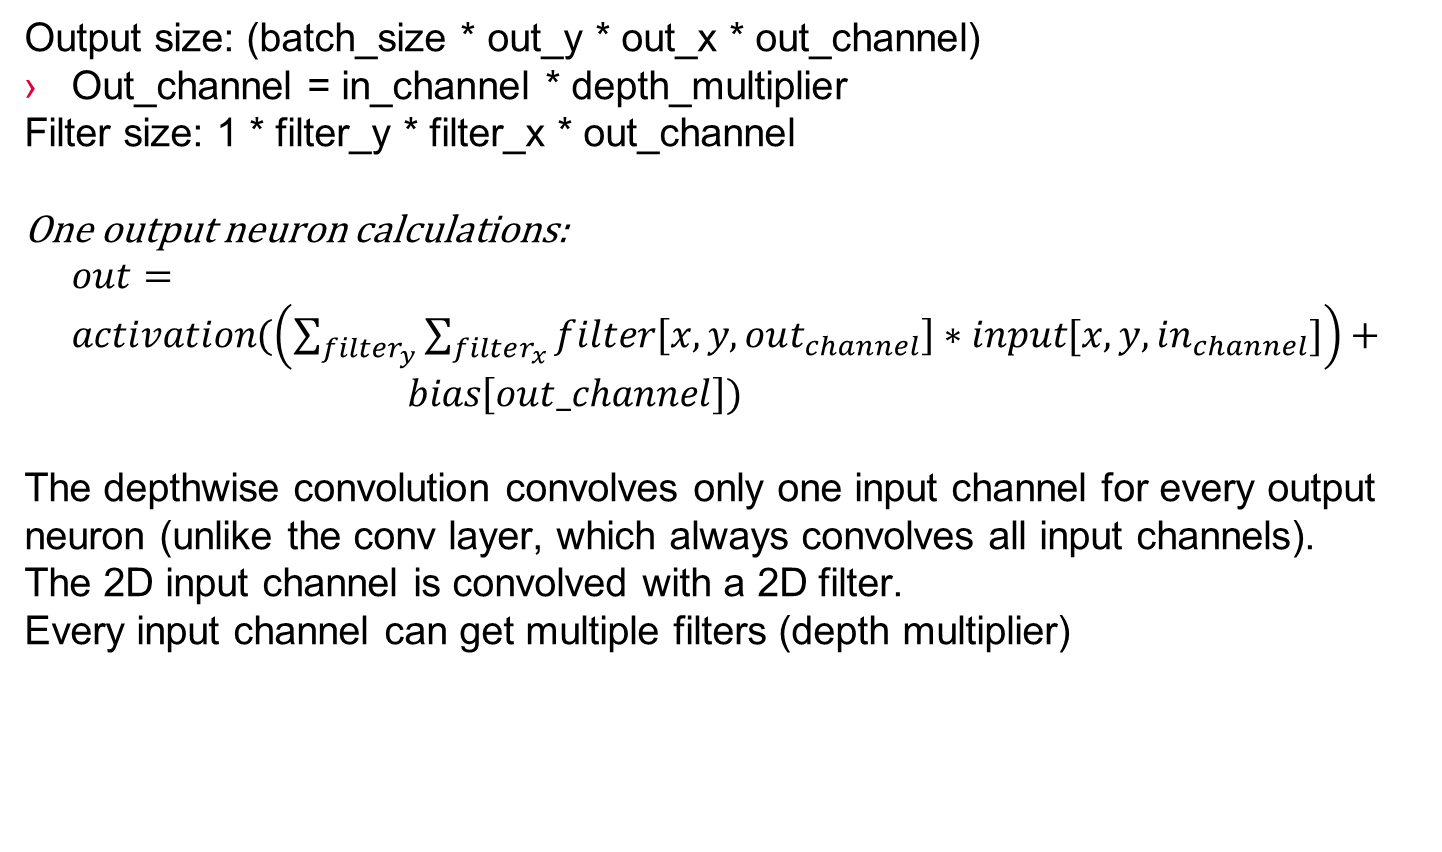 Output size: (batch_size * out_y * out_x * out_channel)
› Out_channel = in_channel * depth_multiplier
Filter size: 1 * filter_y * filter_x * out_channel
One output neuron calculations:
out =
activation((∑filter_y ∑filter_x filter[x, y, out_channel] * input[x, y, in_channel]) +
bias[out_channel])
The depthwise convolution convolves only one input channel for every output
neuron (unlike the conv layer, which always convolves all input channels).
The 2D input channel is convolved with a 2D filter.
Every input channel can get multiple filters (depth multiplier)